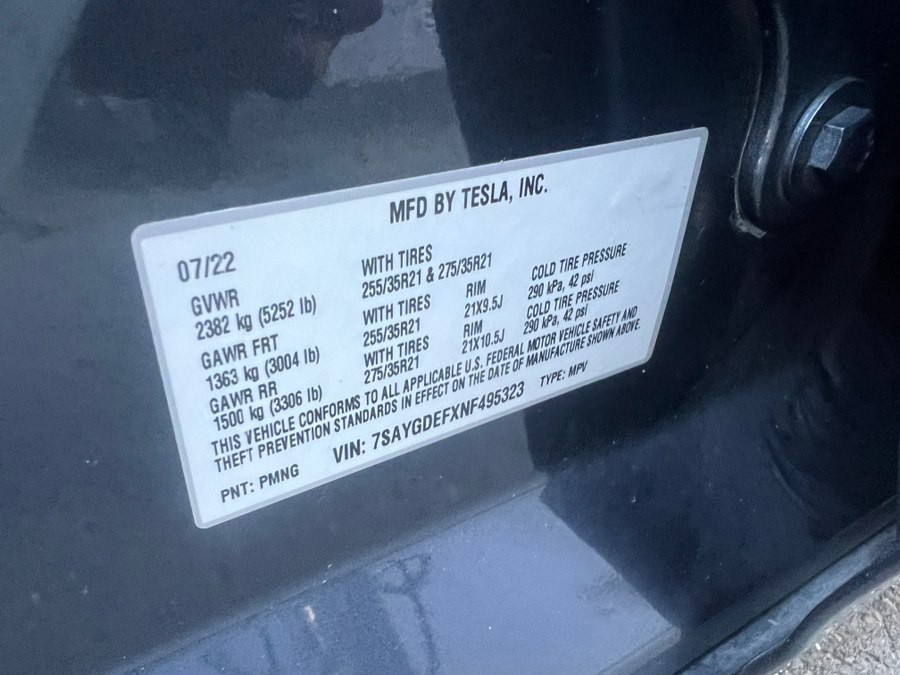 MFD BY TESLA, INC.
07/22
GVWR
2382 kg (5252 lb)
WITH TIRES
255/35R21 & 275/35R21
GAWR FRT
1363 kg (3004 lb)
WITH TIRES
255/35R21
RIM
21X9.5J
COLD TIRE PRESSURE
290 kPa, 42 psi
GAWR RR
1500 kg (3306 lb)
WITH TIRES
275/35R21
RIM
21X10.5J
COLD TIRE PRESSURE
290 kPa, 42 psi
THIS VEHICLE CONFORMS TO ALL APPLICABLE U.S. FEDERAL MOTOR VEHICLE SAFETY AND
THEFT PREVENTION STANDARDS IN EFFECT ON THE DATE OF MANUFACTURE SHOWN ABOVE.
PNT: PMNG VIN: 7SAYGDEFXNF495323 TYPE: MPV